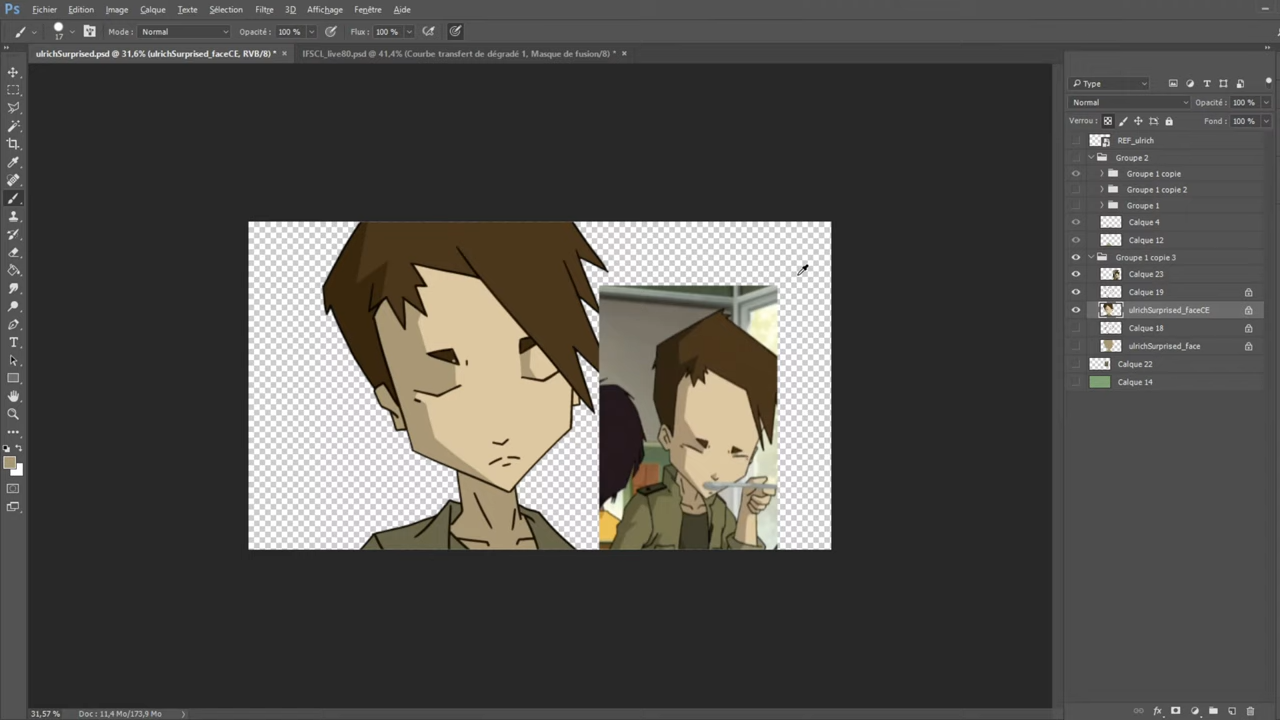 Ps Fichier Edition Image Calque Texte Sélection Filtre 3D Affichage Fenêtre Aide
17 Mode : Normal Opacité : 100 % Flux : 100 %
ulrichSurprised.psd @ 31,6% (ulrichSurprised_faceCE, RVB/8) * × IFSCL_live80.psd @ 41,4% (Courbe transfert de dégradé 1, Masque de fusion/8) * ×
Type
Normal Opacité : 100 %
Verrou : Fond : 100 %
REF_ulrich
Groupe 2
Groupe 1 copie
Groupe 1 copie 2
Groupe 1
Calque 4
Calque 12
Groupe 1 copie 3
Calque 23
Calque 19
ulrichSurprised_faceCE
Calque 18
ulrichSurprised_face
Calque 22
Calque 14
31,57 % Doc : 11,4 Mo/173,9 Mo